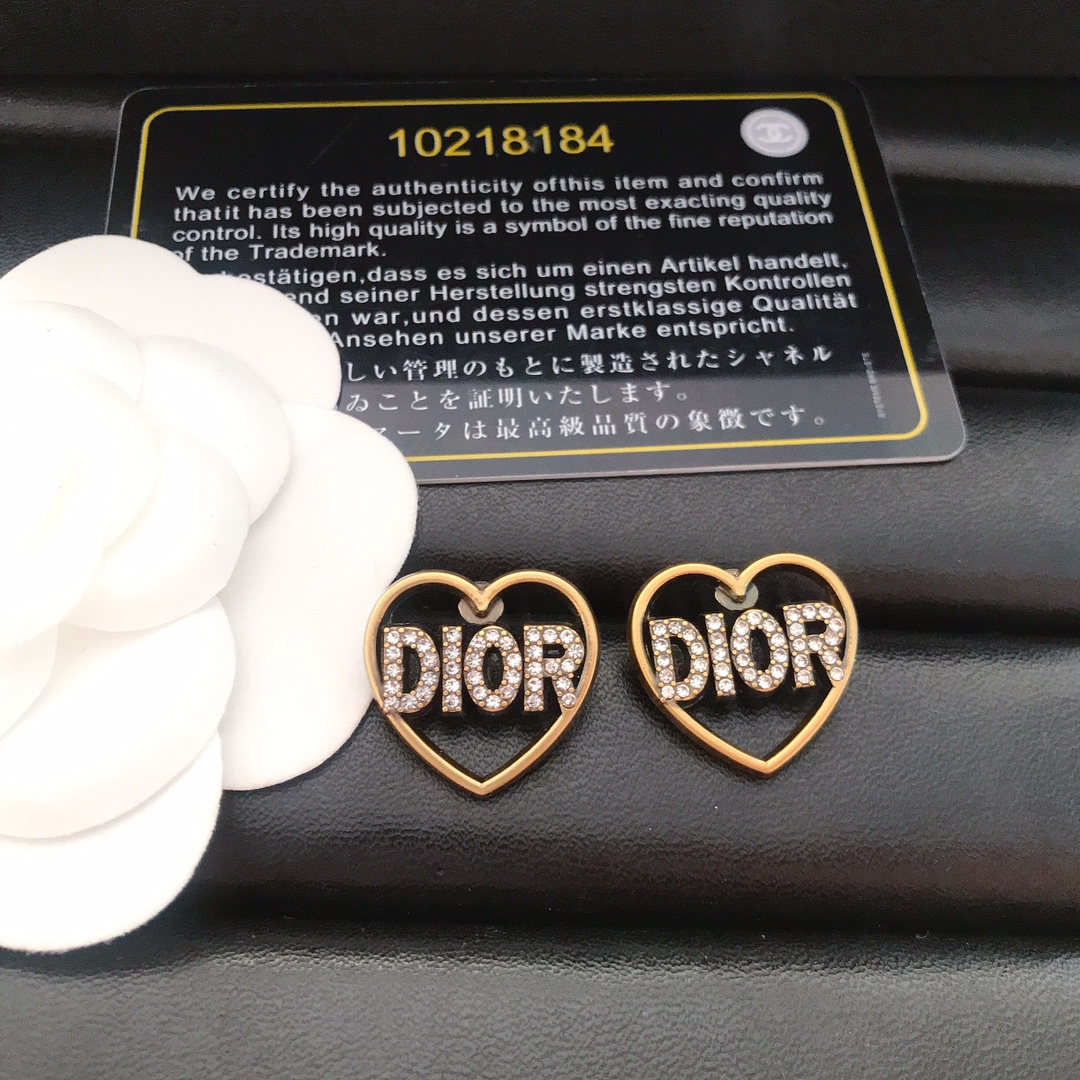 10218184
We certify the authenticity ofthis item and confirm
thatit has been subjected to the most exacting quality
control. Its high quality is a symbol of the fine reputation
of the Trademark.
bestätigen,dass es sich um einen Artikel handelt,
end seiner Herstellung strengsten Kontrollen
n war,und dessen erstklassige Qualität
Ansehen unserer Marke entspricht.
しい管理のもとに製造されたシャネル
ゐことを証明いたします。
マータは最高級品質の象徴です。
DIOR DIOR